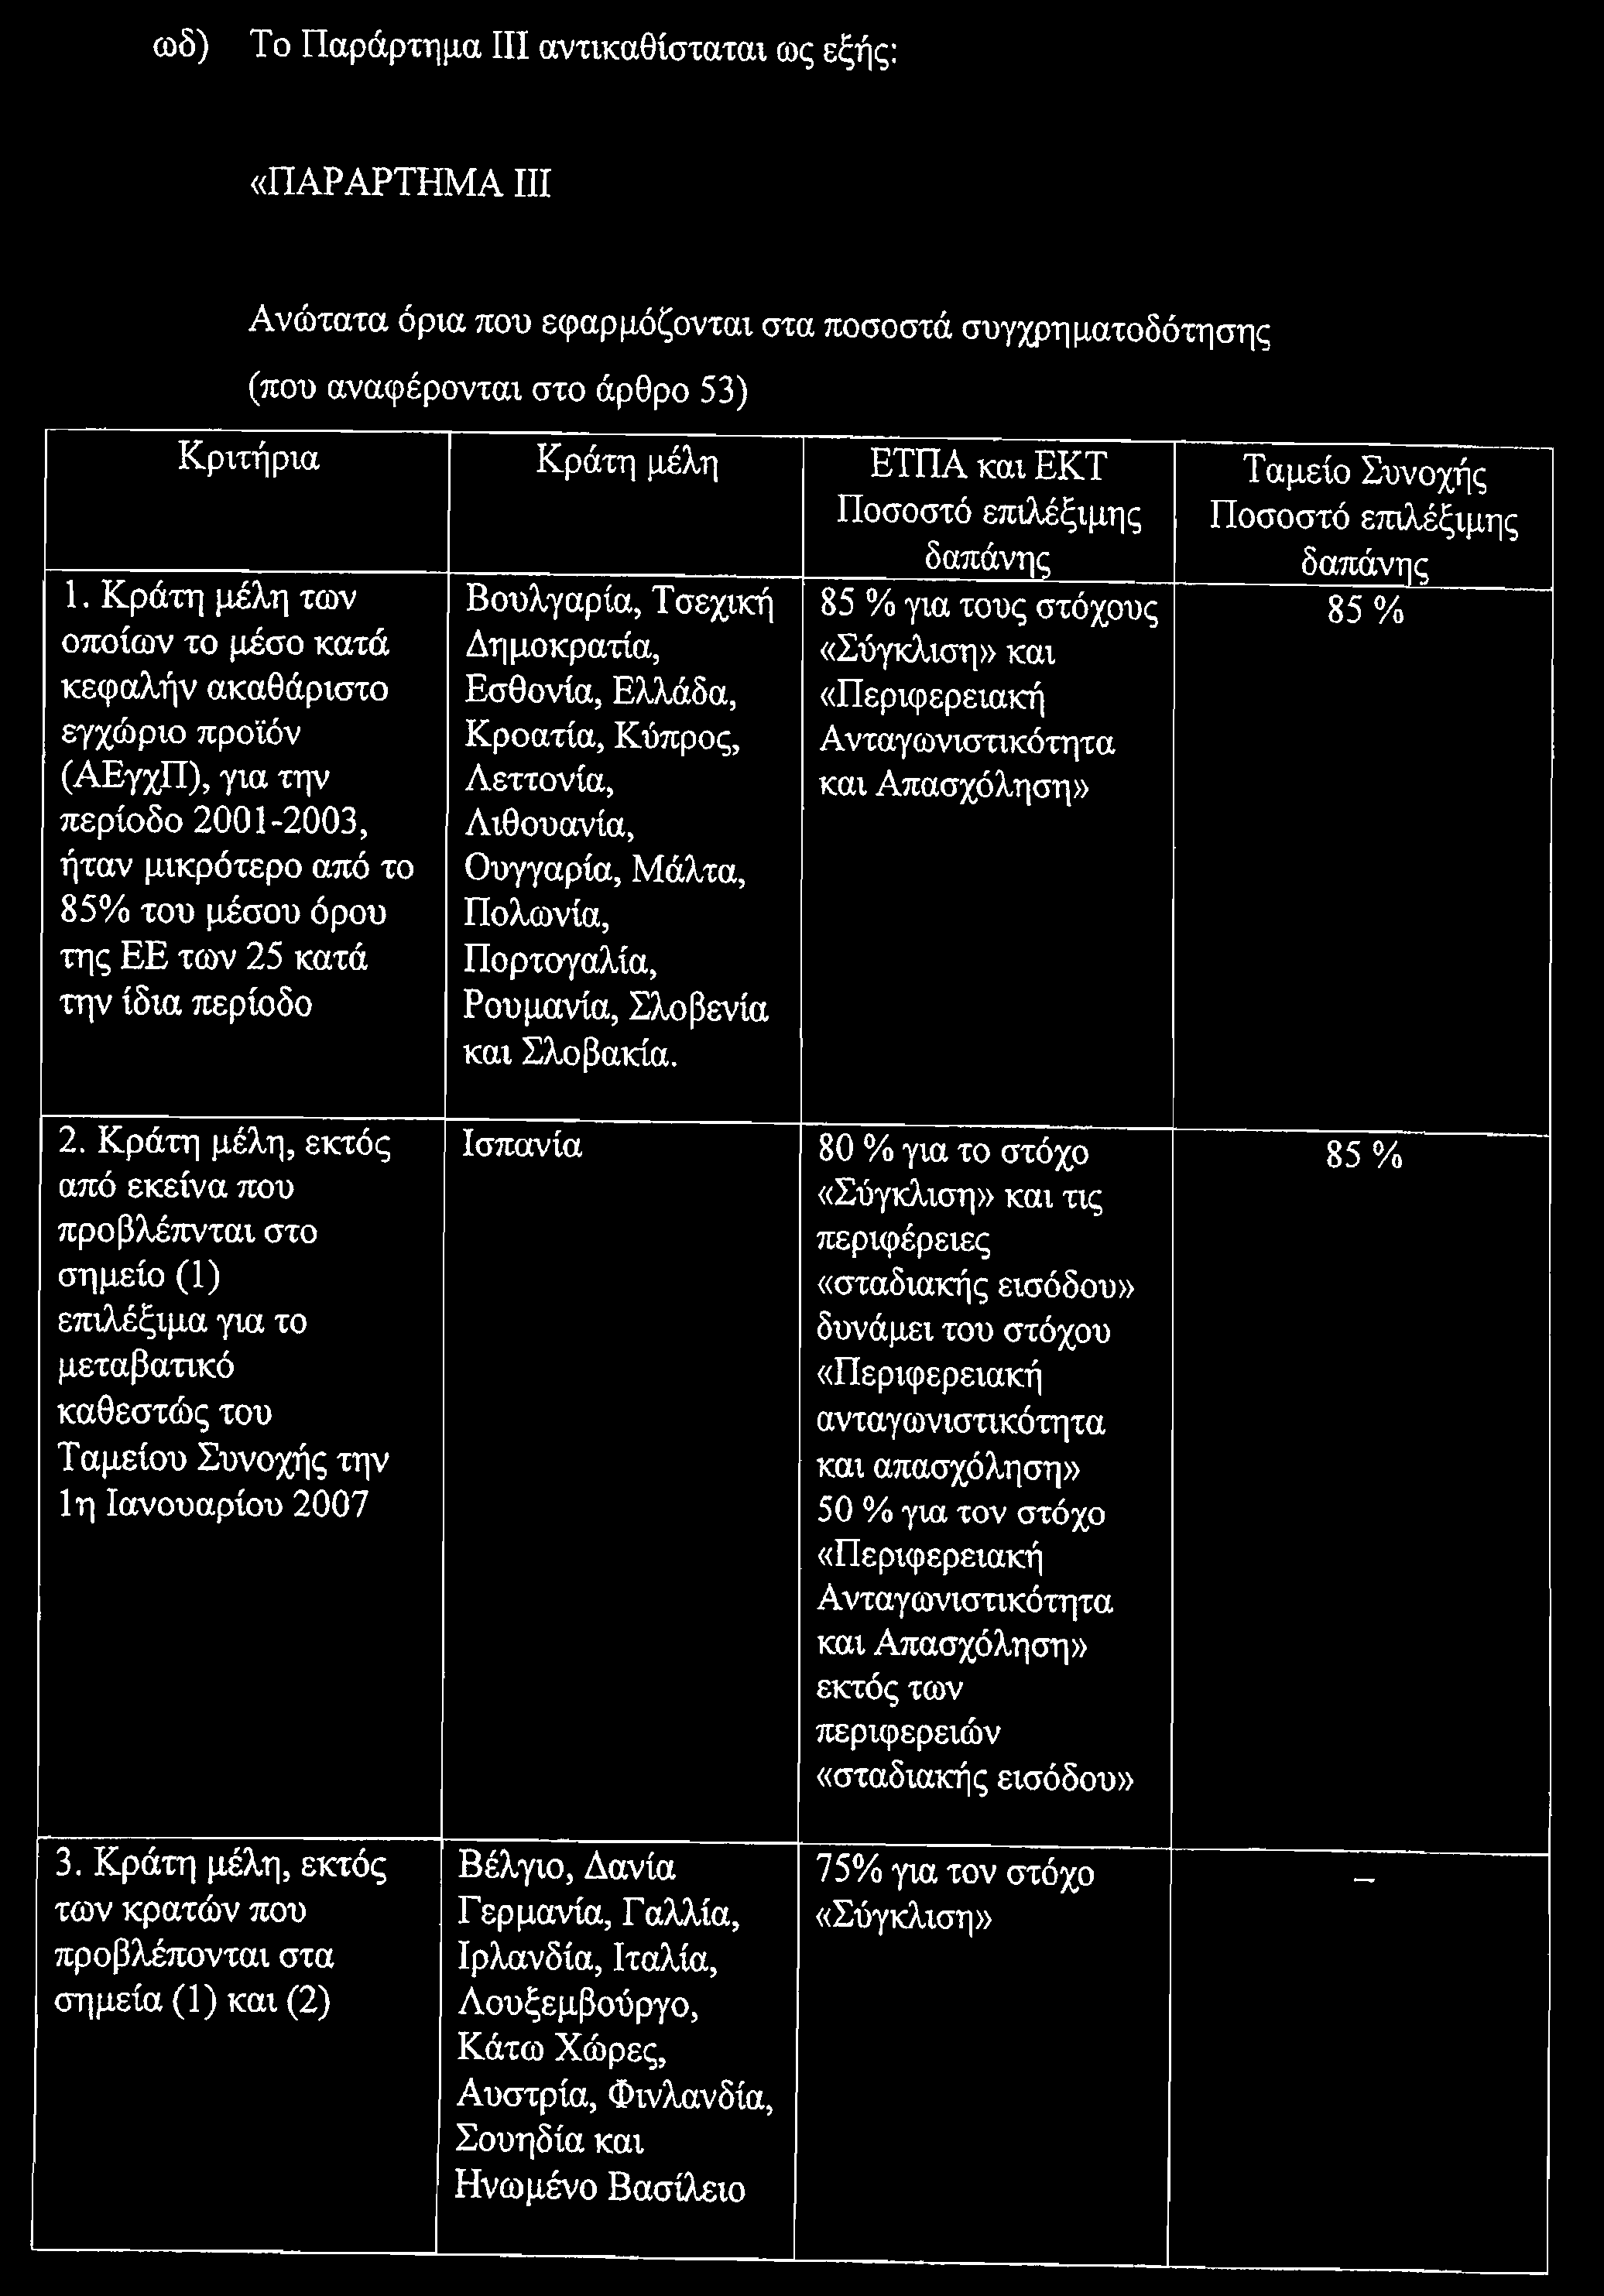 ωδ) Το Παράρτημα III αντικαθίσταται ως εξής:
«ΠΑΡΑΡΤΗΜΑ III
Ανώτατα όρια που εφαρμόζονται στα ποσοστά συγχρηματοδότησης
(που αναφέρονται στο άρθρο 53)
Κριτήρια
Κράτη μέλη
ΕΤΠΑ και ΕΚΤ
Ποσοστό επιλέξιμης
δαπάνης
Ταμείο Συνοχής
Ποσοστό επιλέξιμης
δαπάνης
1. Κράτη μέλη των
οποίων το μέσο κατά
κεφαλήν ακαθάριστο
εγχώριο προϊόν
(ΑΕγχΠ), για την
περίοδο 2001-2003,
ήταν μικρότερο από το
85% του μέσου όρου
της ΕΕ των 25 κατά
την ίδια περίοδο
Βουλγαρία, Τσεχική
Δημοκρατία,
Εσθονία, Ελλάδα,
Κροατία, Κύπρος,
Λεττονία,
Λιθουανία,
Ουγγαρία, Μάλτα,
Πολωνία,
Πορτογαλία,
Ρουμανία, Σλοβενία
και Σλοβακία.
85 % για τους στόχους
«Σύγκλιση» και
«Περιφερειακή
Ανταγωνιστικότητα
και Απασχόληση»
85 %
2. Κράτη μέλη, εκτός
από εκείνα που
προβλέπνται στο
σημείο (1)
επιλέξιμα για το
μεταβατικό
καθεστώς του
Ταμείου Συνοχής την
1η Ιανουαρίου 2007
Ισπανία
80 % για το στόχο
«Σύγκλιση» και τις
περιφέρειες
«σταδιακής εισόδου»
δυνάμει του στόχου
«Περιφερειακή
ανταγωνιστικότητα
και απασχόληση»
50 % για τον στόχο
«Περιφερειακή
Ανταγωνιστικότητα
και Απασχόληση»
εκτός των
περιφερειών
«σταδιακής εισόδου»
85 %
3. Κράτη μέλη, εκτός
των κρατών που
προβλέπονται στα
σημεία (1) και (2)
Βέλγιο, Δανία
Γερμανία, Γαλλία,
Ιρλανδία, Ιταλία,
Λουξεμβούργο,
Κάτω Χώρες,
Αυστρία, Φινλανδία,
Σουηδία και
Ηνωμένο Βασίλειο
75% για τον στόχο
«Σύγκλιση»
–